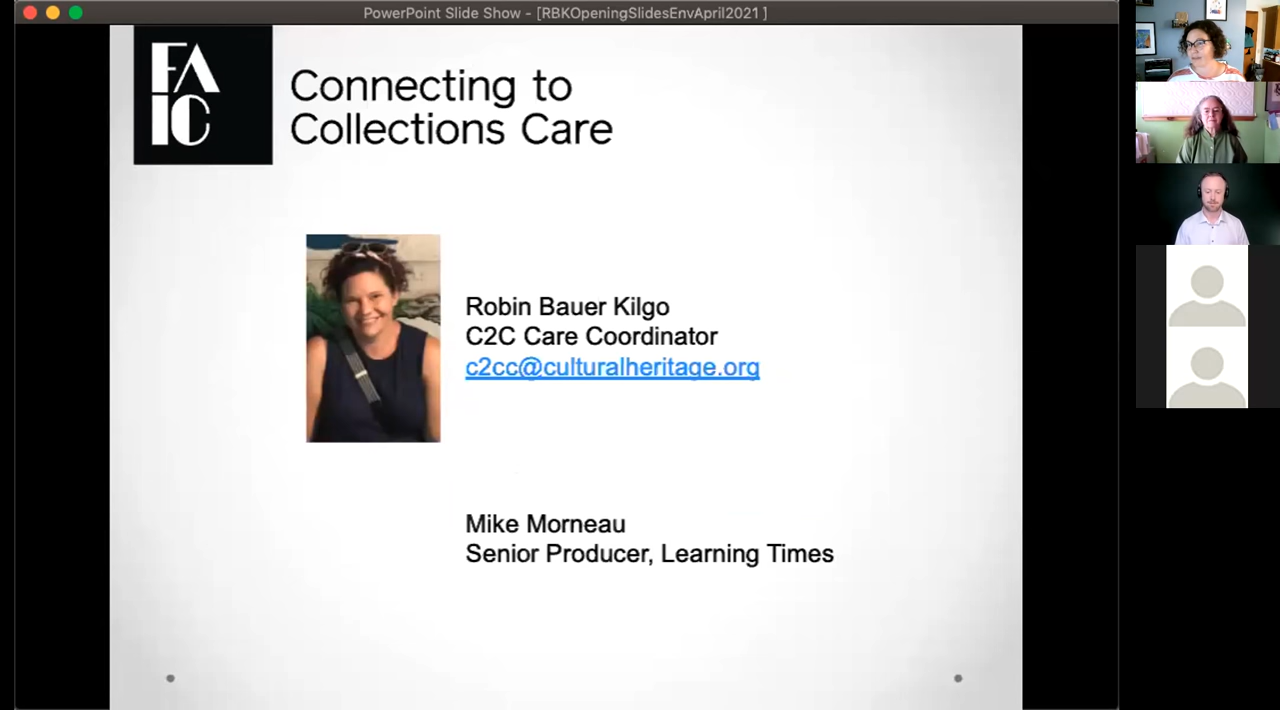 PowerPoint Slide Show - [RBKOpeningSlidesEnvApril2021 ]
FA
IC
Connecting to
Collections Care
Robin Bauer Kilgo
C2C Care Coordinator
c2cc@culturalheritage.org
Mike Morneau
Senior Producer, Learning Times